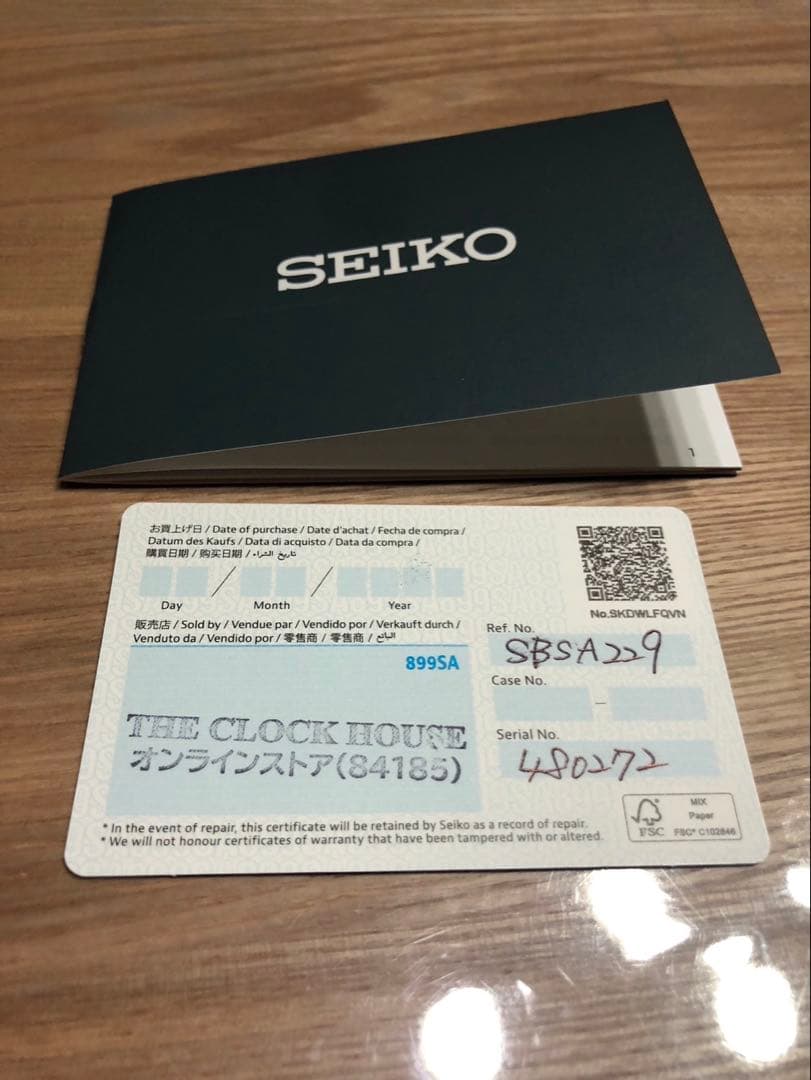 SEIKO
1
お買上げ日 / Date of purchase / Date d'achat / Fecha de compra /
Datum des Kaufs / Data di acquisto / Data da compra /
購買日期 / 购买日期 / تاريخ الشراء
Day Month Year
販売店 / Sold by / Vendue par / Vendido por / Verkauft durch /
Venduto da / Vendido por / 零售商 / 零售商 / البائع
899SA
THE CLOCK HOUSE
オンラインストア(84185)
No.SKDWLFQVN
Ref. No.
SBSA229
Case No.
–
Serial No.
480272
* In the event of repair, this certificate will be retained by Seiko as a record of repair.
* We will not honour certificates of warranty that have been tampered with or altered.
FSC
MIX
Paper
FSC® C102846